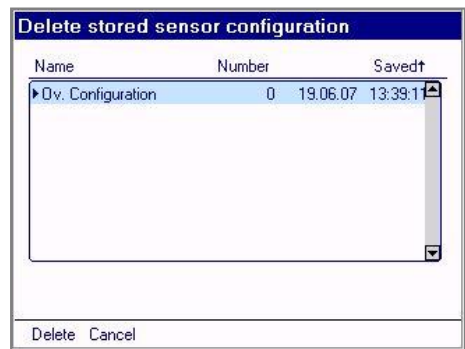 Delete stored sensor configuration
Name Number Saved↑
Ov. Configuration 0 19.06.07 13:39:11
Delete Cancel